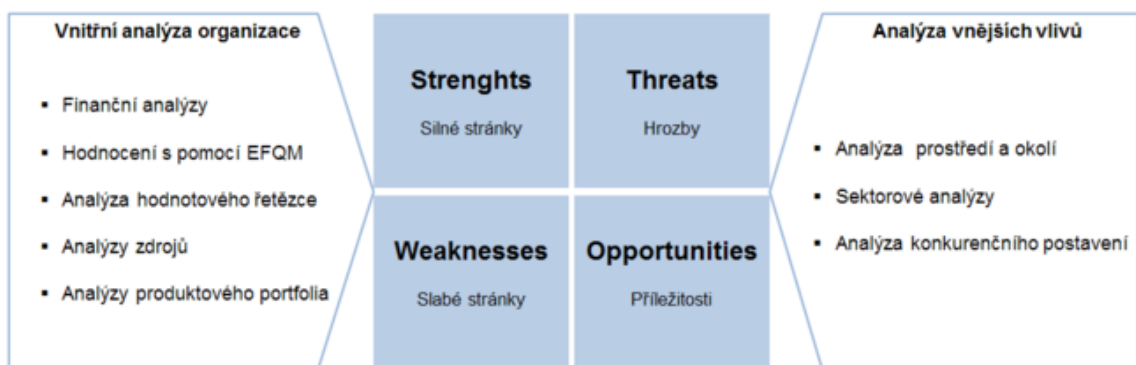 Vnitřní analýza organizace
▪ Finanční analýzy
▪ Hodnocení s pomocí EFQM
▪ Analýza hodnotového řetězce
▪ Analýzy zdrojů
▪ Analýzy produktového portfolia
Strenghts
Silné stránky
Threats
Hrozby
Weaknesses
Slabé stránky
Opportunities
Příležitosti
Analýza vnějších vlivů
▪ Analýza prostředí a okolí
▪ Sektorové analýzy
▪ Analýza konkurenčního postavení